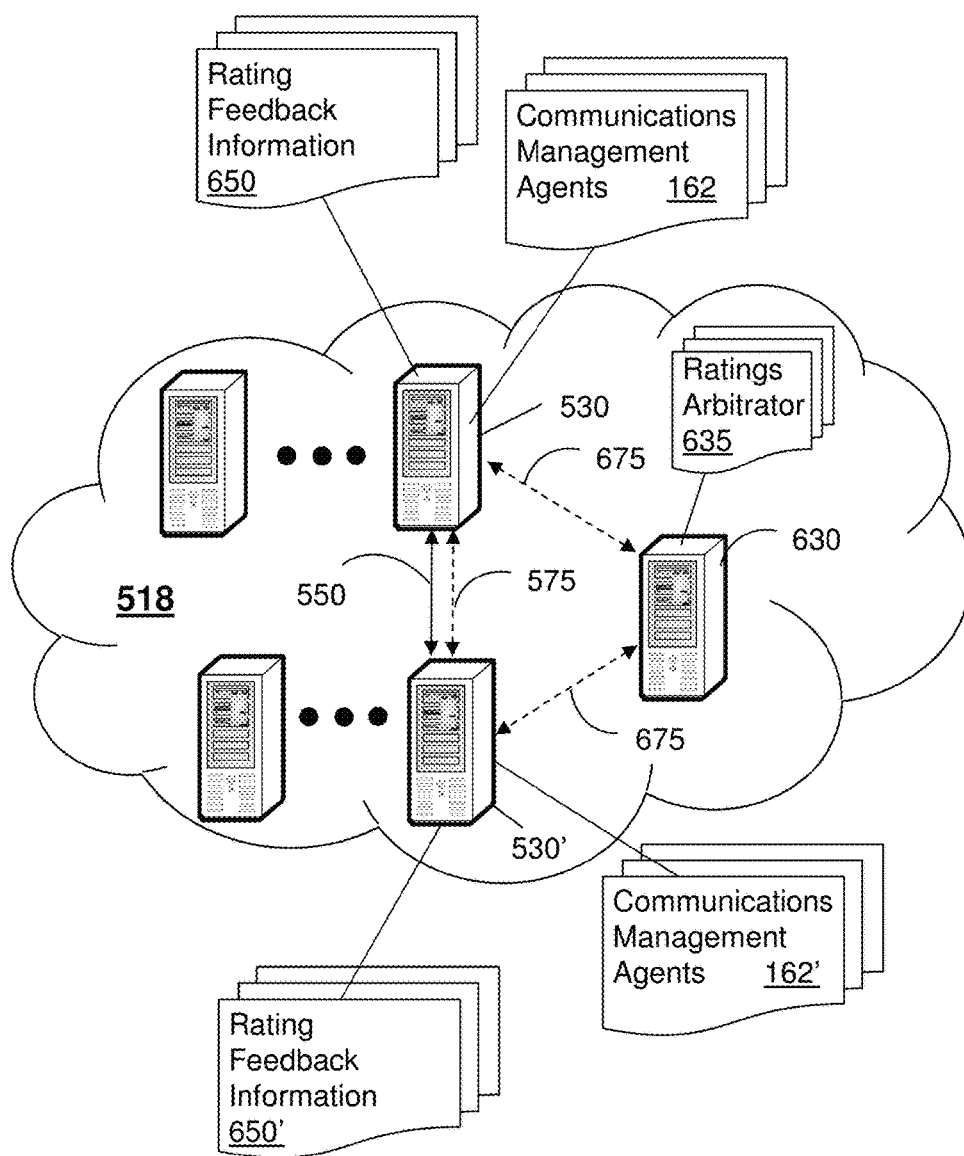 Rating
Feedback
Information
650
Communications
Management
Agents 162
Ratings
Arbitrator
635
530
675
630
518
550
575
675
530'
Communications
Management
Agents 162'
Rating
Feedback
Information
650'